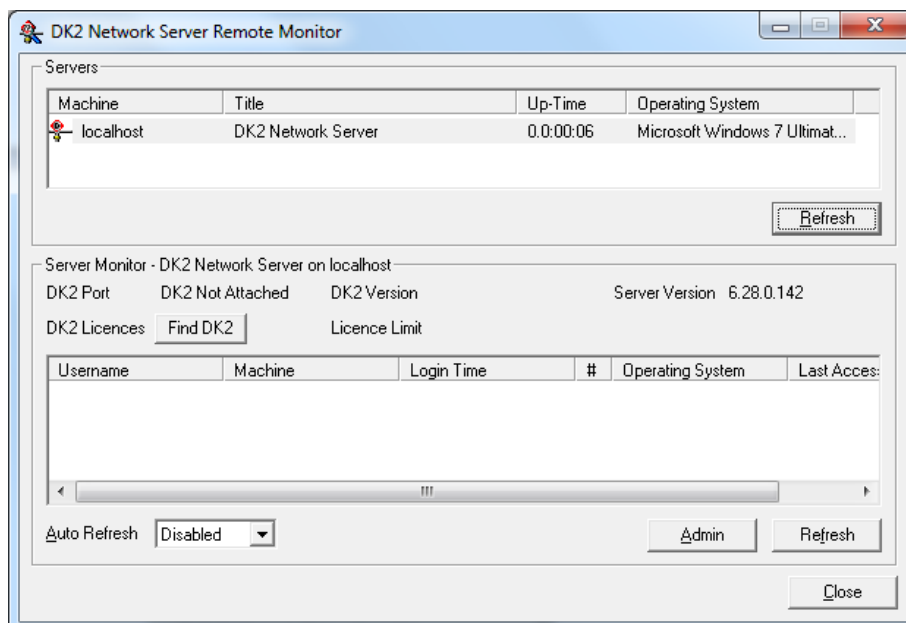 DK2 Network Server Remote Monitor
Servers
Machine Title Up-Time Operating System
localhost DK2 Network Server 0.0:00:06 Microsoft Windows 7 Ultimat...
Refresh
Server Monitor - DK2 Network Server on localhost
DK2 Port DK2 Not Attached DK2 Version Server Version 6.28.0.142
DK2 Licences Find DK2 Licence Limit
Username Machine Login Time # Operating System Last Acces
Auto Refresh Disabled Admin Refresh
Close